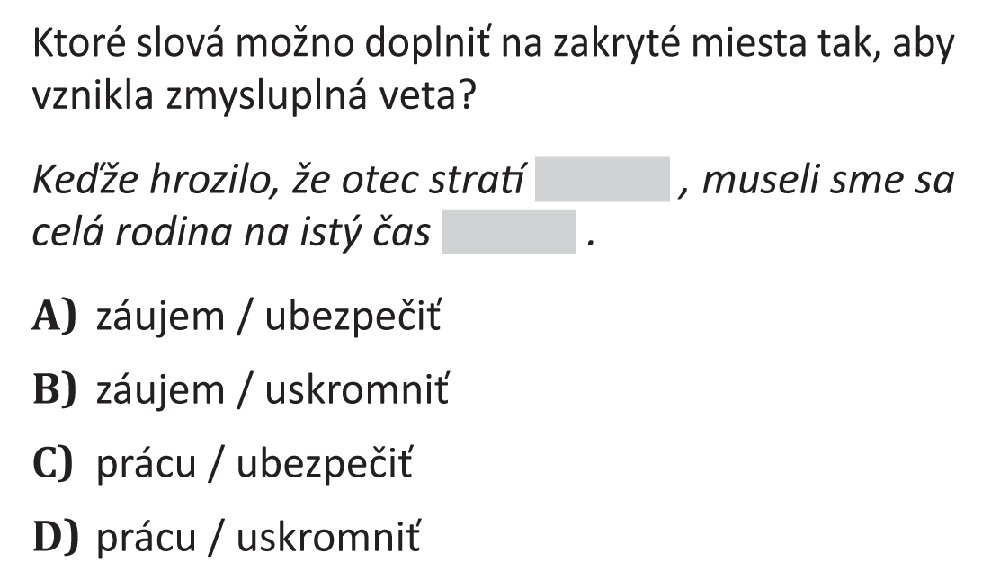 Ktoré slová možno doplniť na zakryté miesta tak, aby
vznikla zmysluplná veta?
Keďže hrozilo, že otec stratí , museli sme sa
celá rodina na istý čas .
A) záujem / ubezpečiť
B) záujem / uskromniť
C) prácu / ubezpečiť
D) prácu / uskromniť